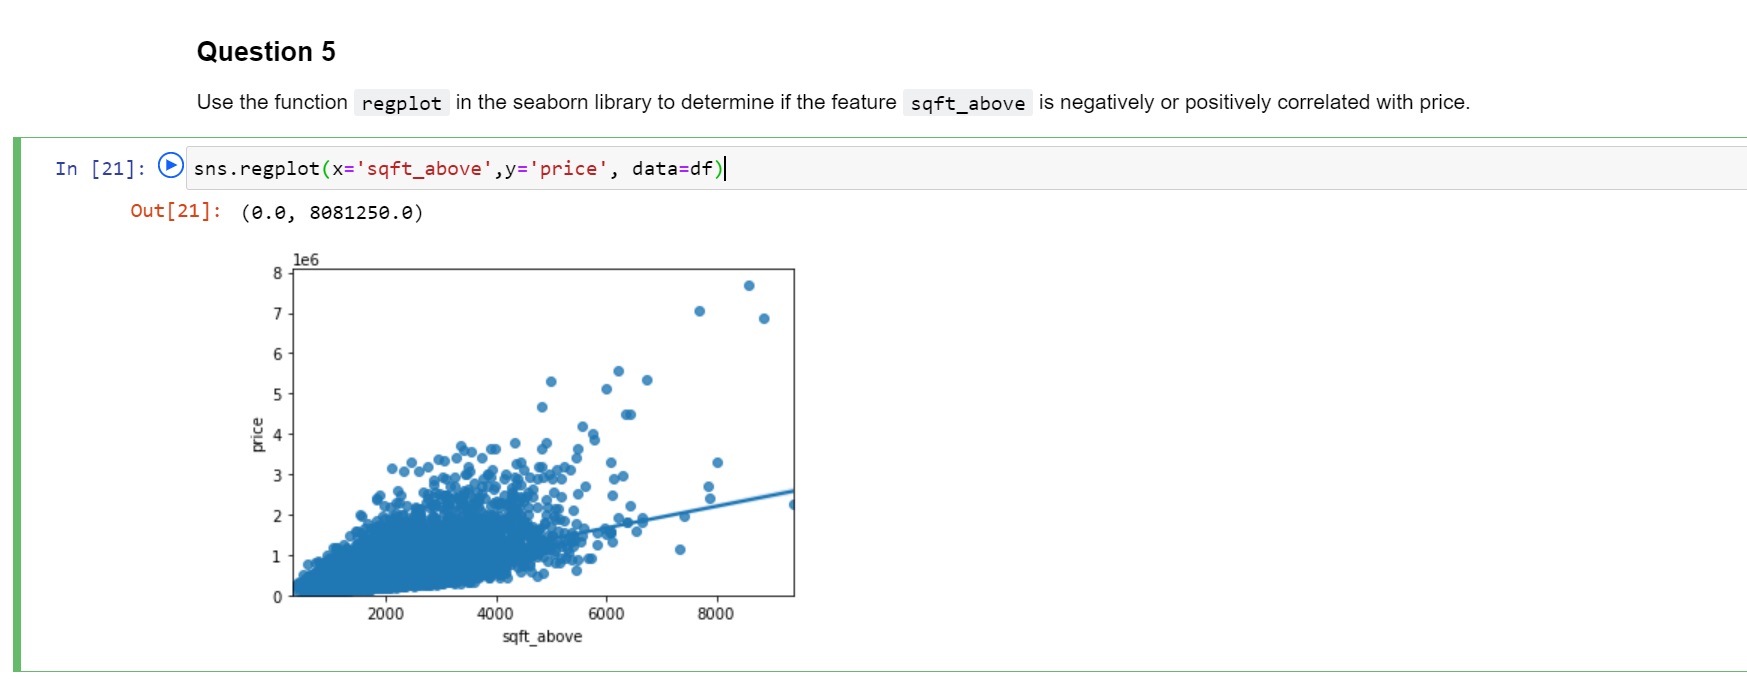 Question 5
Use the function regplot in the seaborn library to determine if the feature sqft_above is negatively or positively correlated with price.
In [21]: sns.regplot(x='sqft_above',y='price', data=df)
Out[21]: (0.0, 8081250.0)
1e6
8
7
6
5
4
3
2
1
0
price
2000 4000 6000 8000
sqft_above